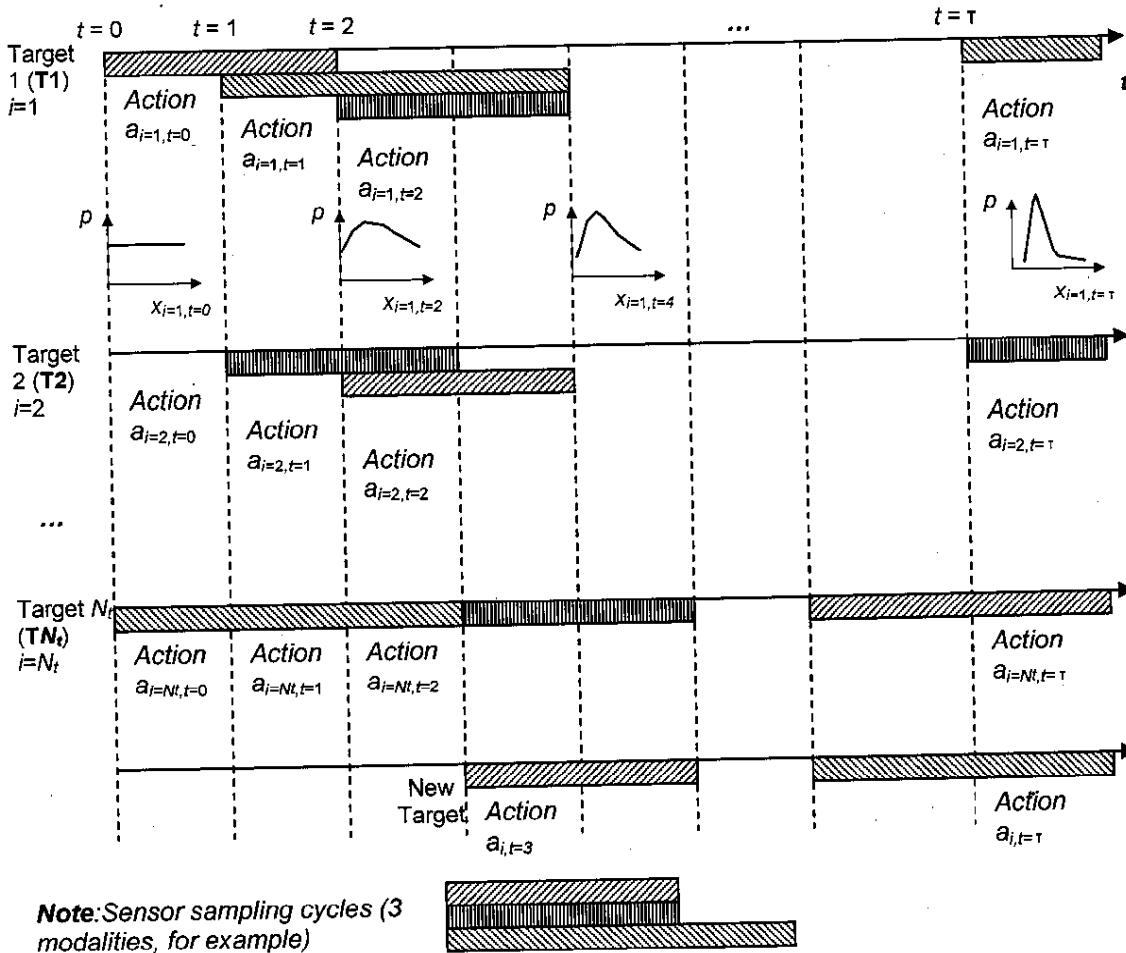 t = 0 t = 1 t = 2 ... t = τ
Target
1 (T1)
i=1
t
Action
a_{i=1,t=0}
Action
a_{i=1,t=1}
Action
a_{i=1,t=2}
Action
a_{i=1,t=τ}
p p p p
x_{i=1,t=0} x_{i=1,t=2} x_{i=1,t=4} x_{i=1,t=τ}
Target
2 (T2)
i=2
Action
a_{i=2,t=0}
Action
a_{i=2,t=1}
Action
a_{i=2,t=2}
Action
a_{i=2,t=τ}
...
Target N_t
(TN_t)
i=N_t
Action
a_{i=Nt,t=0}
Action
a_{i=Nt,t=1}
Action
a_{i=Nt,t=2}
Action
a_{i=Nt,t=τ}
New
Target
Action
a_{i,t=3}
Action
a_{i,t=τ}
Note:Sensor sampling cycles (3
modalities, for example)